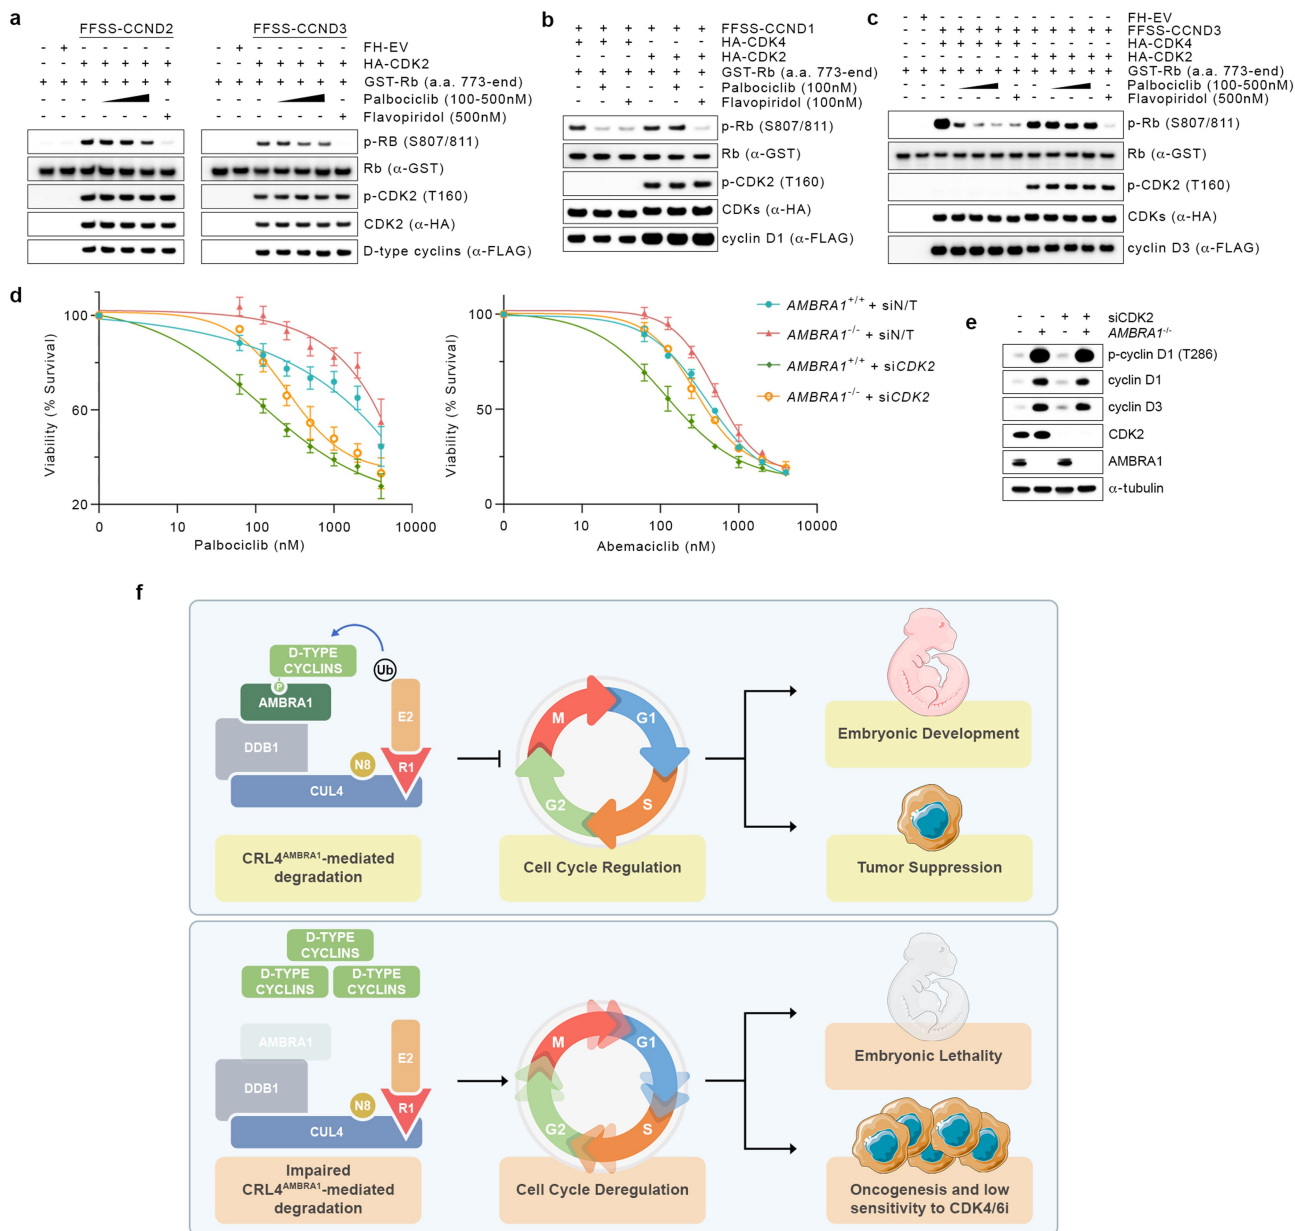 a
FFSS-CCND2
FFSS-CCND3
- + - - - - -
- + - - - - -
FH-EV
- - + + + + +
- - + + + + +
HA-CDK2
+ + + + + + +
+ + + + + + +
GST-Rb (a.a. 773-end)
- - - -
- - - -
Palbociclib (100-500nM)
- - - - - - +
- - - - - - +
Flavopiridol (500nM)
p-RB (S807/811)
Rb (α-GST)
p-CDK2 (T160)
CDK2 (α-HA)
D-type cyclins (α-FLAG)
b
+ + + + + + FFSS-CCND1
+ + + - - - HA-CDK4
- - - + + + HA-CDK2
+ + + + + + GST-Rb (a.a. 773-end)
- + - - + - Palbociclib (100nM)
- - + - - + Flavopiridol (100nM)
p-Rb (S807/811)
Rb (α-GST)
p-CDK2 (T160)
CDKs (α-HA)
cyclin D1 (α-FLAG)
c
- + - - - - - - - - - - FH-EV
- - + + + + + + + + + + FFSS-CCND3
- - + + + + + - - - - - HA-CDK4
- - - - - - - + + + + + HA-CDK2
+ + + + + + + + + + + + GST-Rb (a.a. 773-end)
- - - - - - Palbociclib (100-500nM)
- - - - - - + - - - - + Flavopiridol (500nM)
p-Rb (S807/811)
Rb (α-GST)
p-CDK2 (T160)
CDKs (α-HA)
cyclin D3 (α-FLAG)
d
Viability (% Survival)
100
60
20
0
10
100
1000
10000
Palbociclib (nM)
Viability (% Survival)
100
50
0
0
10
100
1000
10000
Abemaciclib (nM)
AMBRA1+/+ + siN/T
AMBRA1-/- + siN/T
AMBRA1+/+ + siCDK2
AMBRA1-/- + siCDK2
e
- - + + siCDK2
- + - + AMBRA1-/-
p-cyclin D1 (T286)
cyclin D1
cyclin D3
CDK2
AMBRA1
α-tubulin
f
D-TYPE
CYCLINS
Ub
P
AMBRA1
E2
DDB1
N8
R1
CUL4
CRL4AMBRA1-mediated
degradation
M
G1
G2
S
Cell Cycle Regulation
Embryonic Development
Tumor Suppression
D-TYPE
CYCLINS
D-TYPE
CYCLINS
D-TYPE
CYCLINS
AMBRA1
E2
DDB1
N8
R1
CUL4
Impaired
CRL4AMBRA1-mediated
degradation
M
G1
G2
S
Cell Cycle Deregulation
Embryonic Lethality
Oncogenesis and low
sensitivity to CDK4/6i